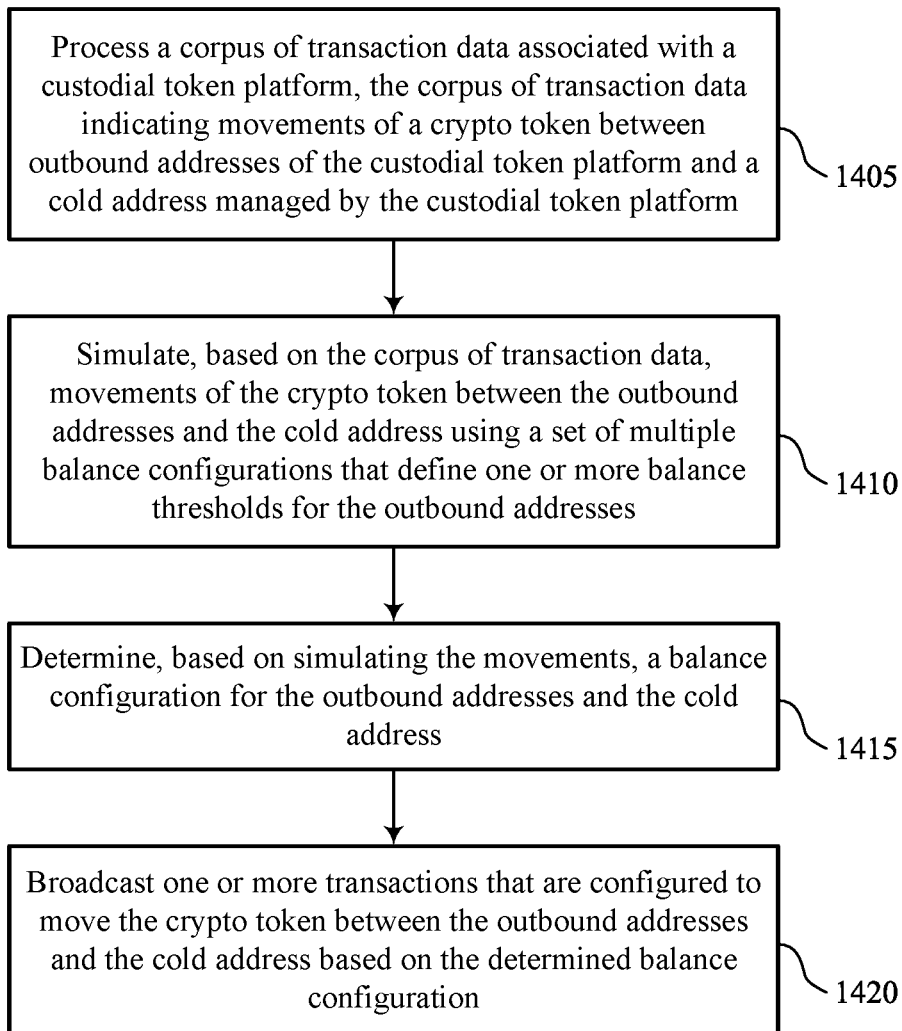 Process a corpus of transaction data associated with a
custodial token platform, the corpus of transaction data
indicating movements of a crypto token between
outbound addresses of the custodial token platform and a
cold address managed by the custodial token platform
1405
Simulate, based on the corpus of transaction data,
movements of the crypto token between the outbound
addresses and the cold address using a set of multiple
balance configurations that define one or more balance
thresholds for the outbound addresses
1410
Determine, based on simulating the movements, a balance
configuration for the outbound addresses and the cold
address
1415
Broadcast one or more transactions that are configured to
move the crypto token between the outbound addresses
and the cold address based on the determined balance
configuration
1420